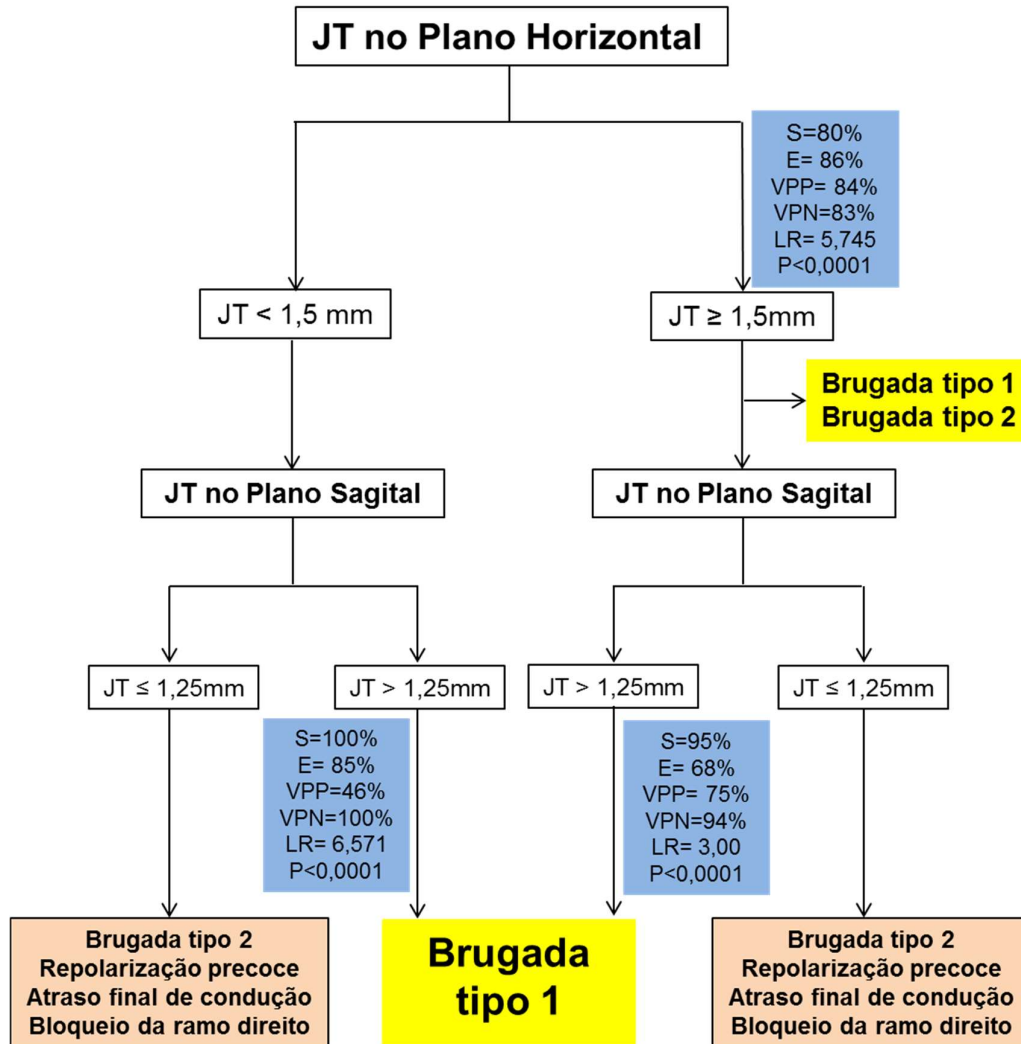 JT no Plano Horizontal
S=80%
E= 86%
VPP= 84%
VPN=83%
LR= 5,745
P<0,0001
JT < 1,5 mm
JT ≥ 1,5mm
Brugada tipo 1
Brugada tipo 2
JT no Plano Sagital
JT no Plano Sagital
JT ≤ 1,25mm
JT > 1,25mm
JT > 1,25mm
JT ≤ 1,25mm
S=100%
E= 85%
VPP=46%
VPN=100%
LR= 6,571
P<0,0001
S=95%
E= 68%
VPP= 75%
VPN=94%
LR= 3,00
P<0,0001
Brugada tipo 2
Repolarização precoce
Atraso final de condução
Bloqueio da ramo direito
Brugada
tipo 1
Brugada tipo 2
Repolarização precoce
Atraso final de condução
Bloqueio da ramo direito